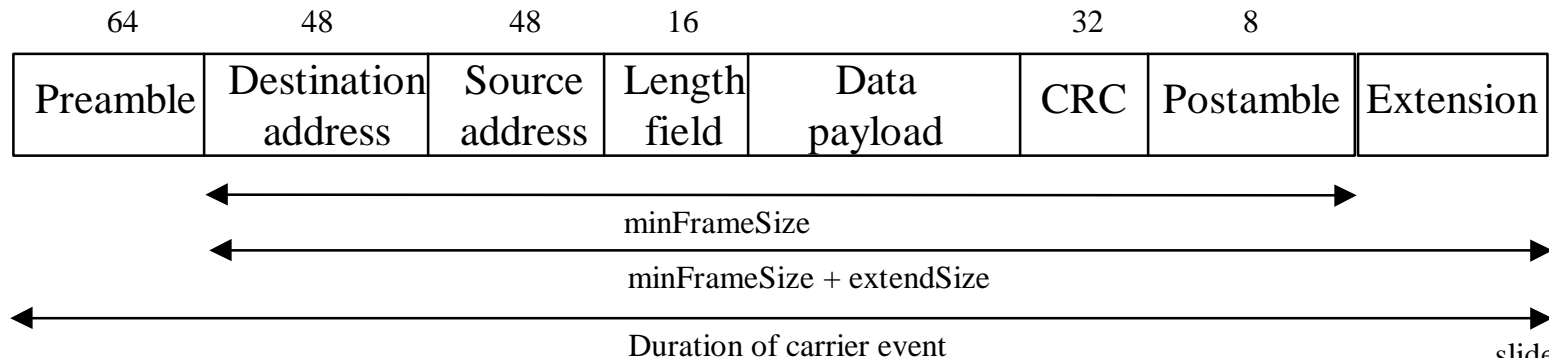 64 48 48 16 32 8
Preamble Destination address Source address Length field Data payload CRC Postamble Extension
minFrameSize
minFrameSize + extendSize
Duration of carrier event
slide